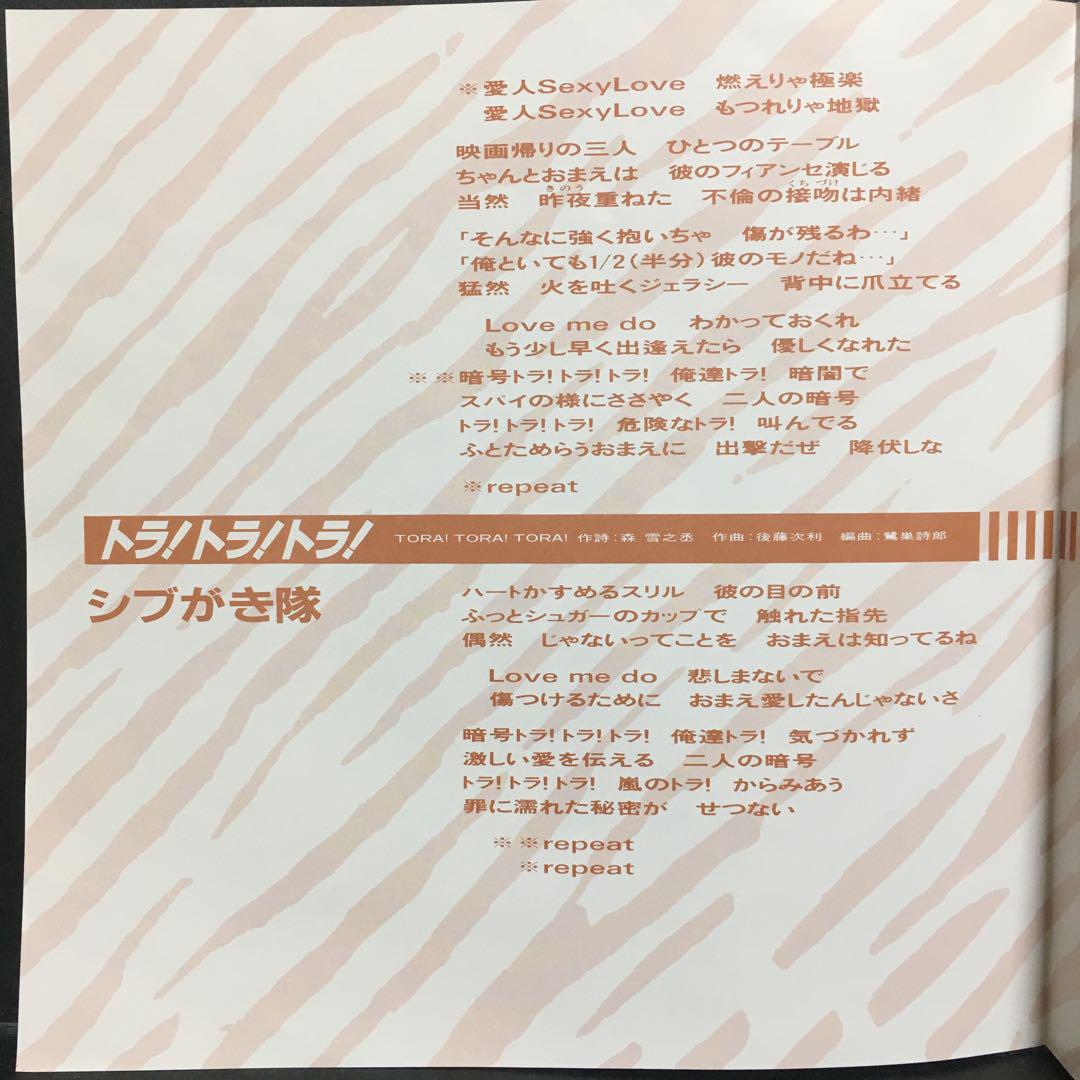 ※愛人SexyLove　燃えりゃ極楽
愛人SexyLove　もつれりゃ地獄
映画帰りの三人　ひとつのテーブル
ちゃんとおまえは　彼のフィアンセ演じる
きのう　くちづけ
当然　昨夜重ねた　不倫の接吻は内緒
「そんなに強く抱いちゃ　傷が残るわ…」
「俺といても1/2(半分)彼のモノだね…」
猛然　火を吐くジェラシー　背中に爪立てる
Love me do　わかっておくれ
もう少し早く出逢えたら　優しくなれた
※※暗号トラ!トラ!トラ!　俺達トラ!　暗闇で
スパイの様にささやく　二人の暗号
トラ!トラ!トラ!　危険なトラ!　叫んでる
ふとためらうおまえに　出撃だぜ　降伏しな
※repeat
トラ!トラ!トラ!　TORA! TORA! TORA!　作詩:森 雪之丞　作曲:後藤次利　編曲:鷺巣詩郎
シブがき隊
ハートかすめるスリル　彼の目の前
ふっとシュガーのカップで　触れた指先
偶然　じゃないってことを　おまえは知ってるね
Love me do　悲しまないで
傷つけるために　おまえ愛したんじゃないさ
暗号トラ!トラ!トラ!　俺達トラ!　気づかれず
激しい愛を伝える　二人の暗号
トラ!トラ!トラ!　嵐のトラ!　からみあう
罪に濡れた秘密が　せつない
※※repeat
※repeat